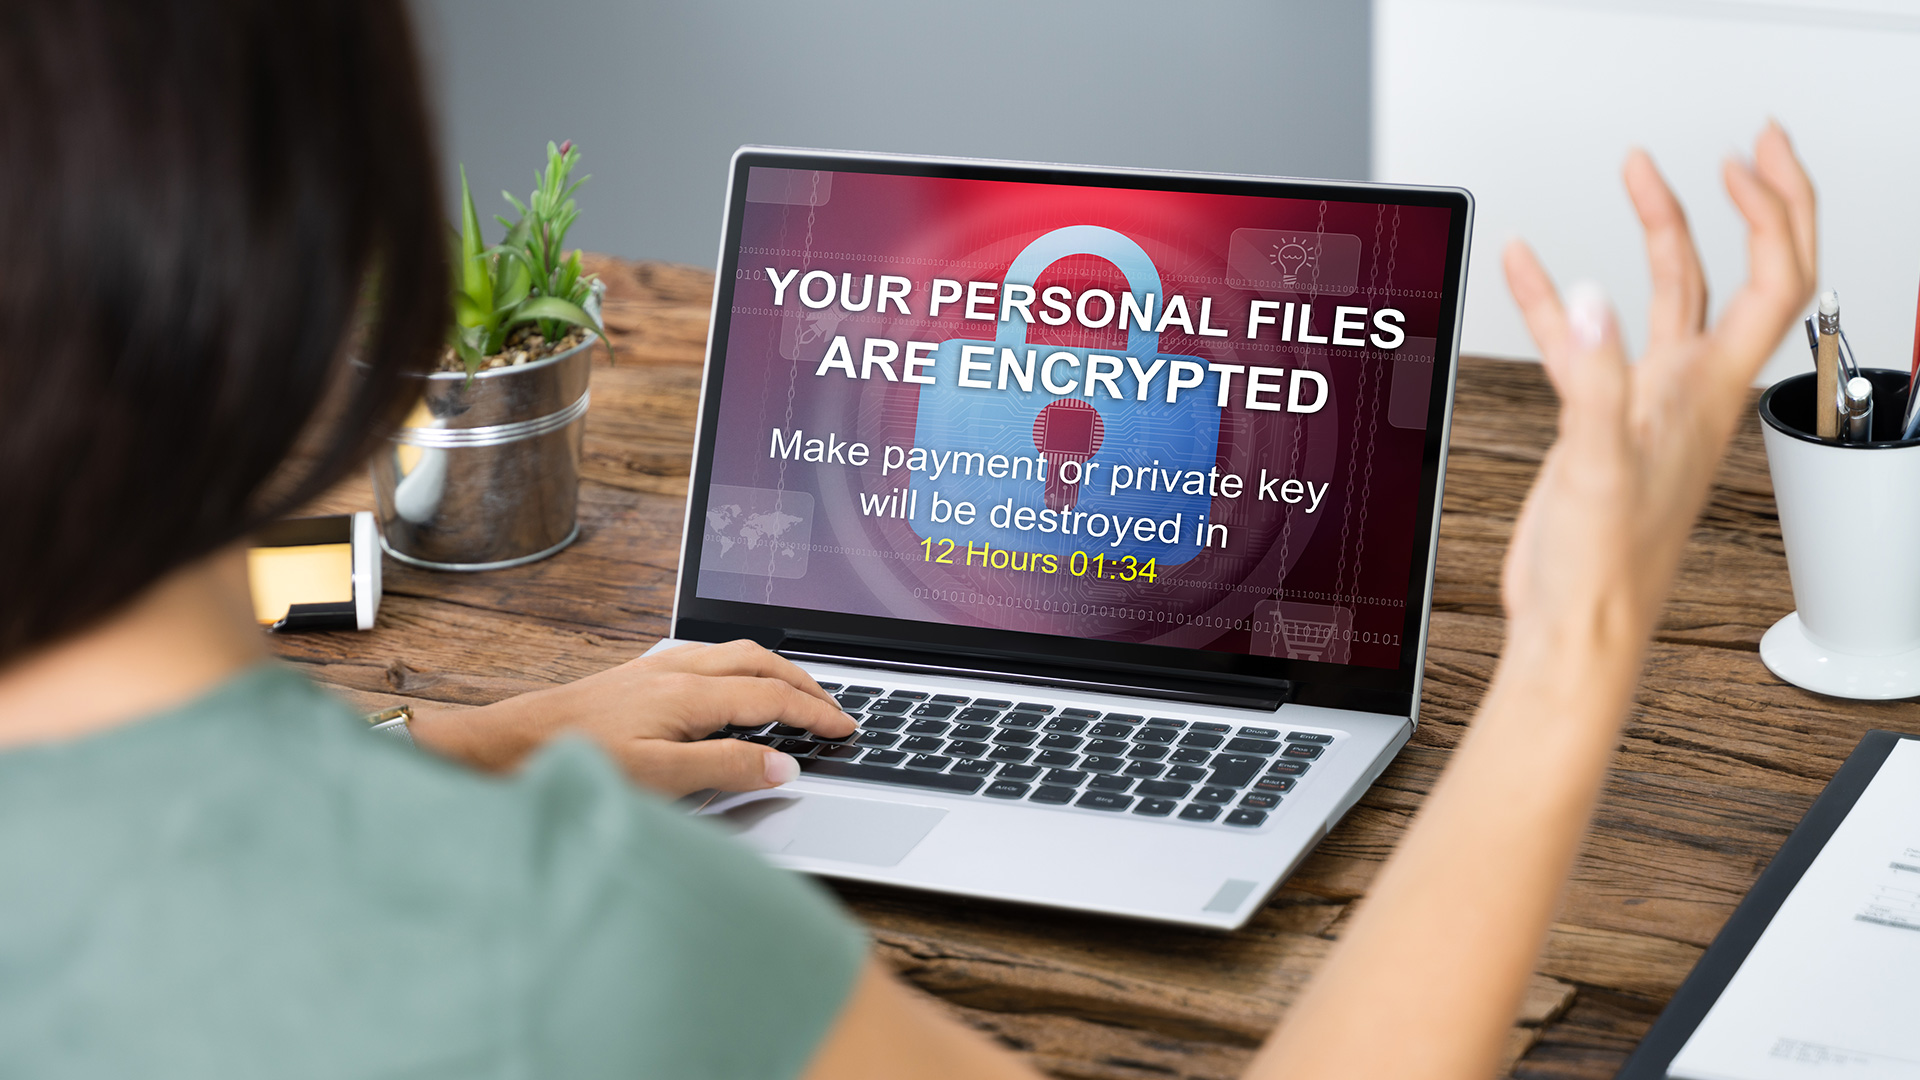 YOUR PERSONAL FILES
ARE ENCRYPTED
Make payment or private key
will be destroyed in
12 Hours 01:34